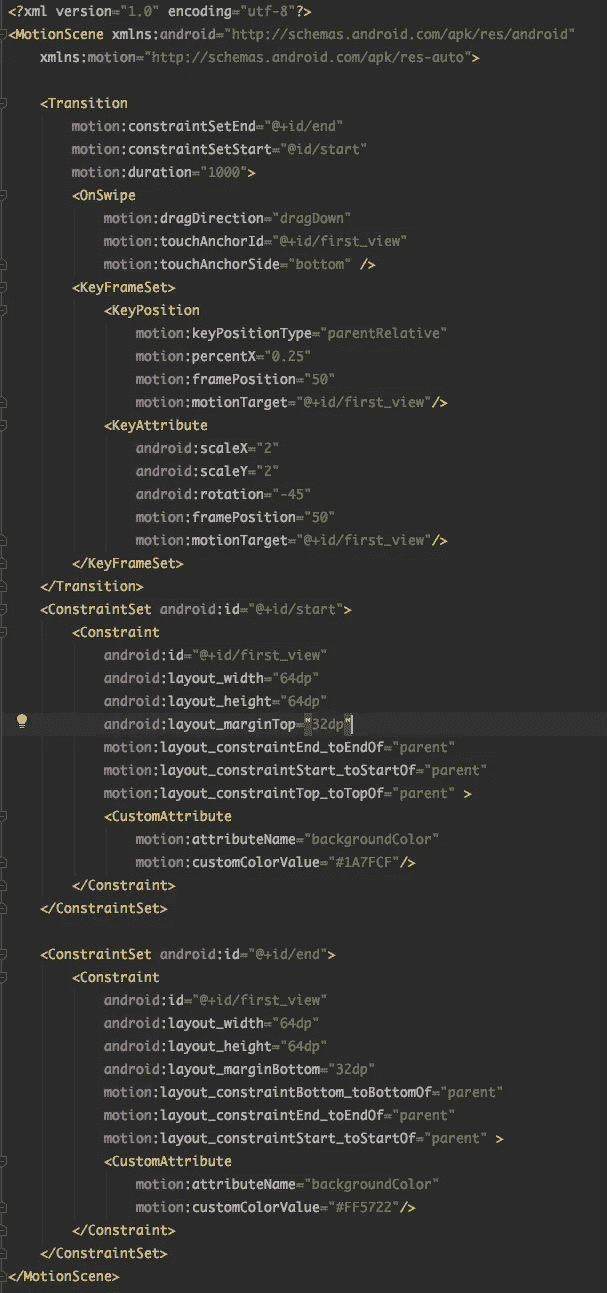 <?xml version="1.0" encoding="utf-8"?>
<MotionScene xmlns:android="http://schemas.android.com/apk/res/android"
    xmlns:motion="http://schemas.android.com/apk/res-auto">

    <Transition
        motion:constraintSetEnd="@+id/end"
        motion:constraintSetStart="@id/start"
        motion:duration="1000">
        <OnSwipe
            motion:dragDirection="dragDown"
            motion:touchAnchorId="@+id/first_view"
            motion:touchAnchorSide="bottom" />
        <KeyFrameSet>
            <KeyPosition
                motion:keyPositionType="parentRelative"
                motion:percentX="0.25"
                motion:framePosition="50"
                motion:motionTarget="@+id/first_view"/>
            <KeyAttribute
                android:scaleX="2"
                android:scaleY="2"
                android:rotation="-45"
                motion:framePosition="50"
                motion:motionTarget="@+id/first_view"/>
        </KeyFrameSet>
    </Transition>
    <ConstraintSet android:id="@+id/start">
        <Constraint
            android:id="@+id/first_view"
            android:layout_width="64dp"
            android:layout_height="64dp"
            android:layout_marginTop="32dp"
            motion:layout_constraintEnd_toEndOf="parent"
            motion:layout_constraintStart_toStartOf="parent"
            motion:layout_constraintTop_toTopOf="parent" >
            <CustomAttribute
                motion:attributeName="backgroundColor"
                motion:customColorValue="#1A7FCF"/>
        </Constraint>
    </ConstraintSet>

    <ConstraintSet android:id="@+id/end">
        <Constraint
            android:id="@+id/first_view"
            android:layout_width="64dp"
            android:layout_height="64dp"
            android:layout_marginBottom="32dp"
            motion:layout_constraintBottom_toBottomOf="parent"
            motion:layout_constraintEnd_toEndOf="parent"
            motion:layout_constraintStart_toStartOf="parent" >
            <CustomAttribute
                motion:attributeName="backgroundColor"
                motion:customColorValue="#FF5722"/>
        </Constraint>
    </ConstraintSet>
</MotionScene>